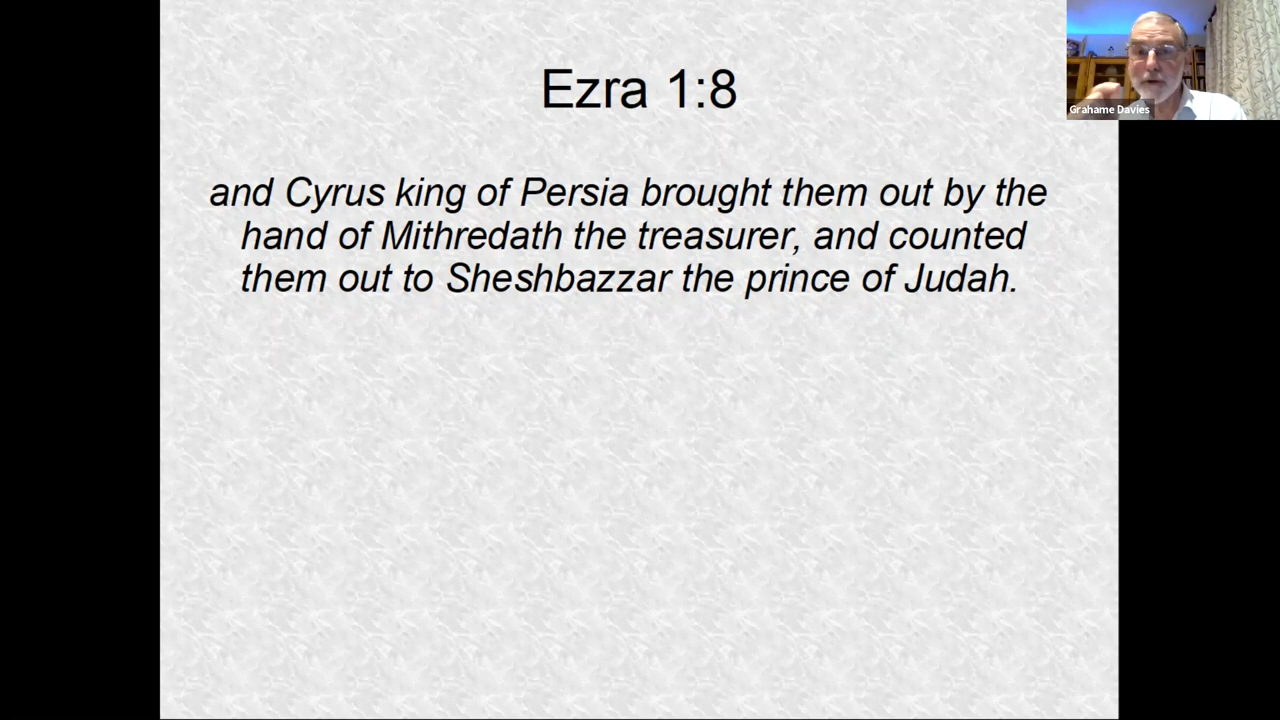 Ezra 1:8
and Cyrus king of Persia brought them out by the
hand of Mithredath the treasurer, and counted
them out to Sheshbazzar the prince of Judah.
Grahame Davies